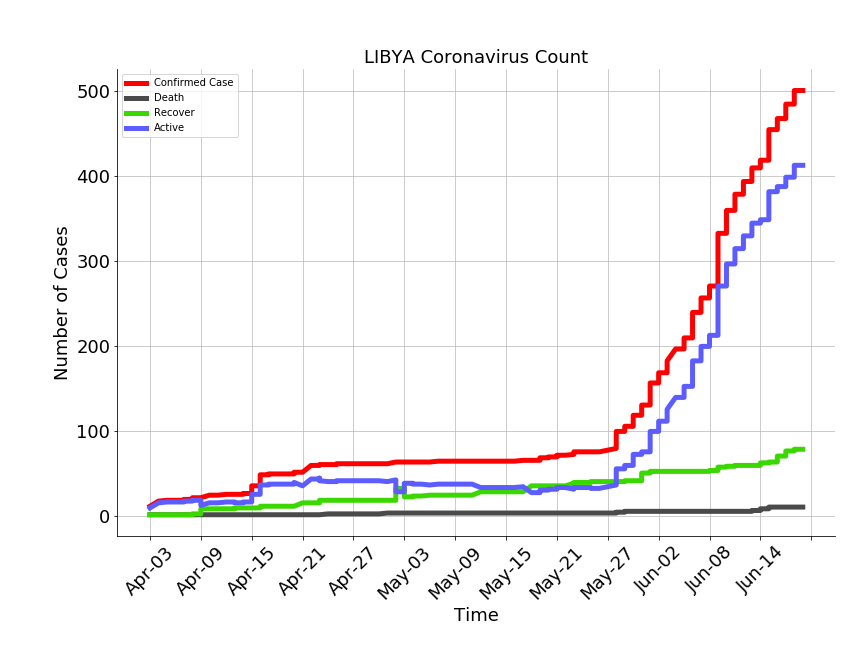 LIBYA Coronavirus Count
Confirmed Case
Death
Recover
Active
Number of Cases
500
400
300
200
100
0
Apr-03
Apr-09
Apr-15
Apr-21
Apr-27
May-03
May-09
May-15
May-21
May-27
Jun-02
Jun-08
Jun-14
Time